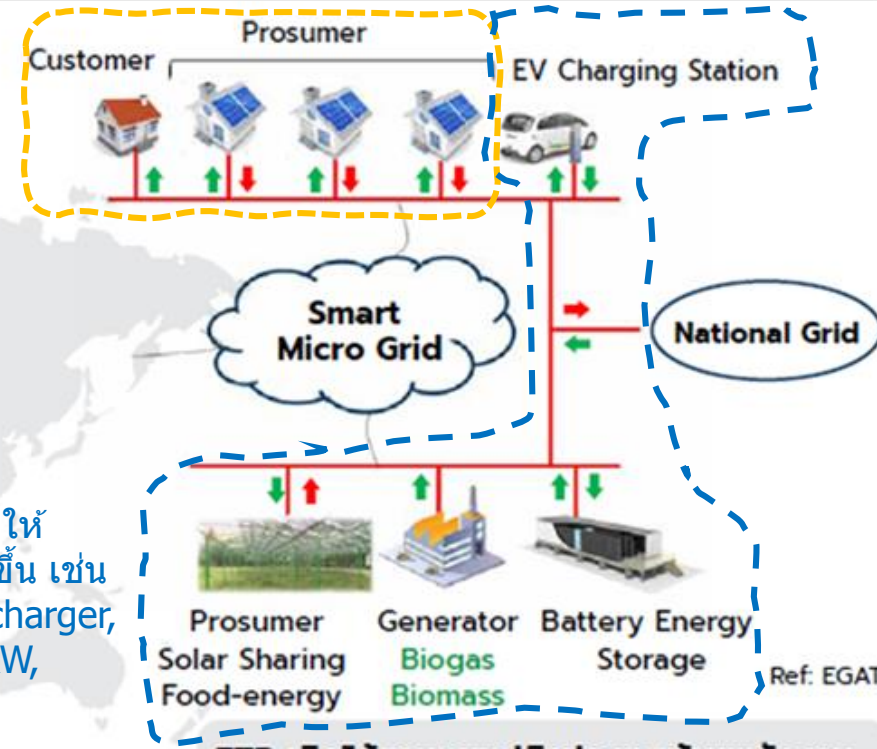 Prosumer
Customer
EV Charging Station
Smart
Micro Grid
National Grid
ให้
ขึ้น เช่น
charger,
W,
Prosumer
Solar Sharing
Food-energy
Generator
Biogas
Biomass
Battery Energy
Storage
Ref: EGAT